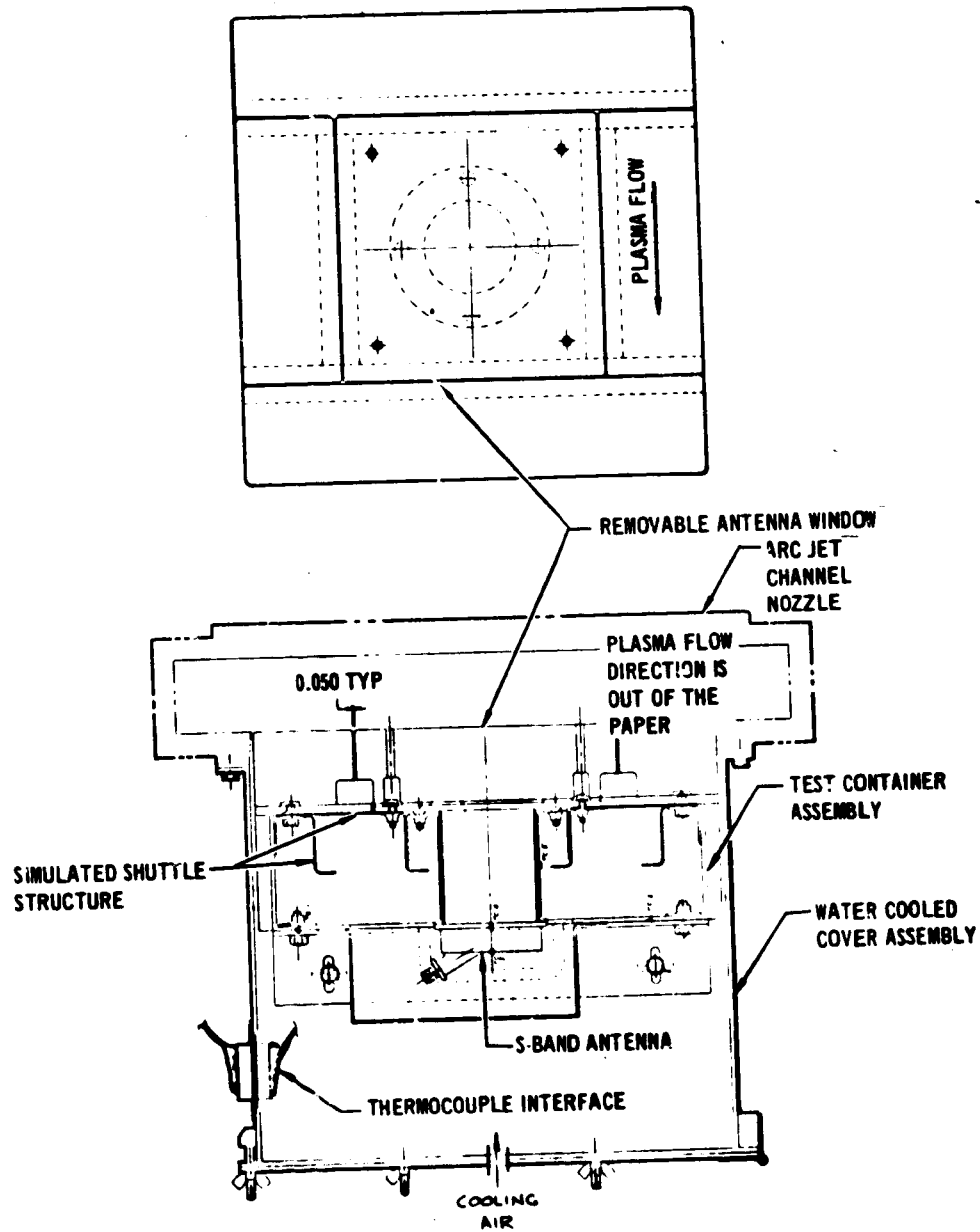 PLASMA FLOW
REMOVABLE ANTENNA WINDOW
ARC JET
CHANNEL
NOZZLE
PLASMA FLOW
DIRECTION IS
OUT OF THE
PAPER
0.050 TYP
TEST CONTAINER
ASSEMBLY
SIMULATED SHUTTLE
STRUCTURE
WATER COOLED
COVER ASSEMBLY
S-BAND ANTENNA
THERMOCOUPLE INTERFACE
COOLING
AIR